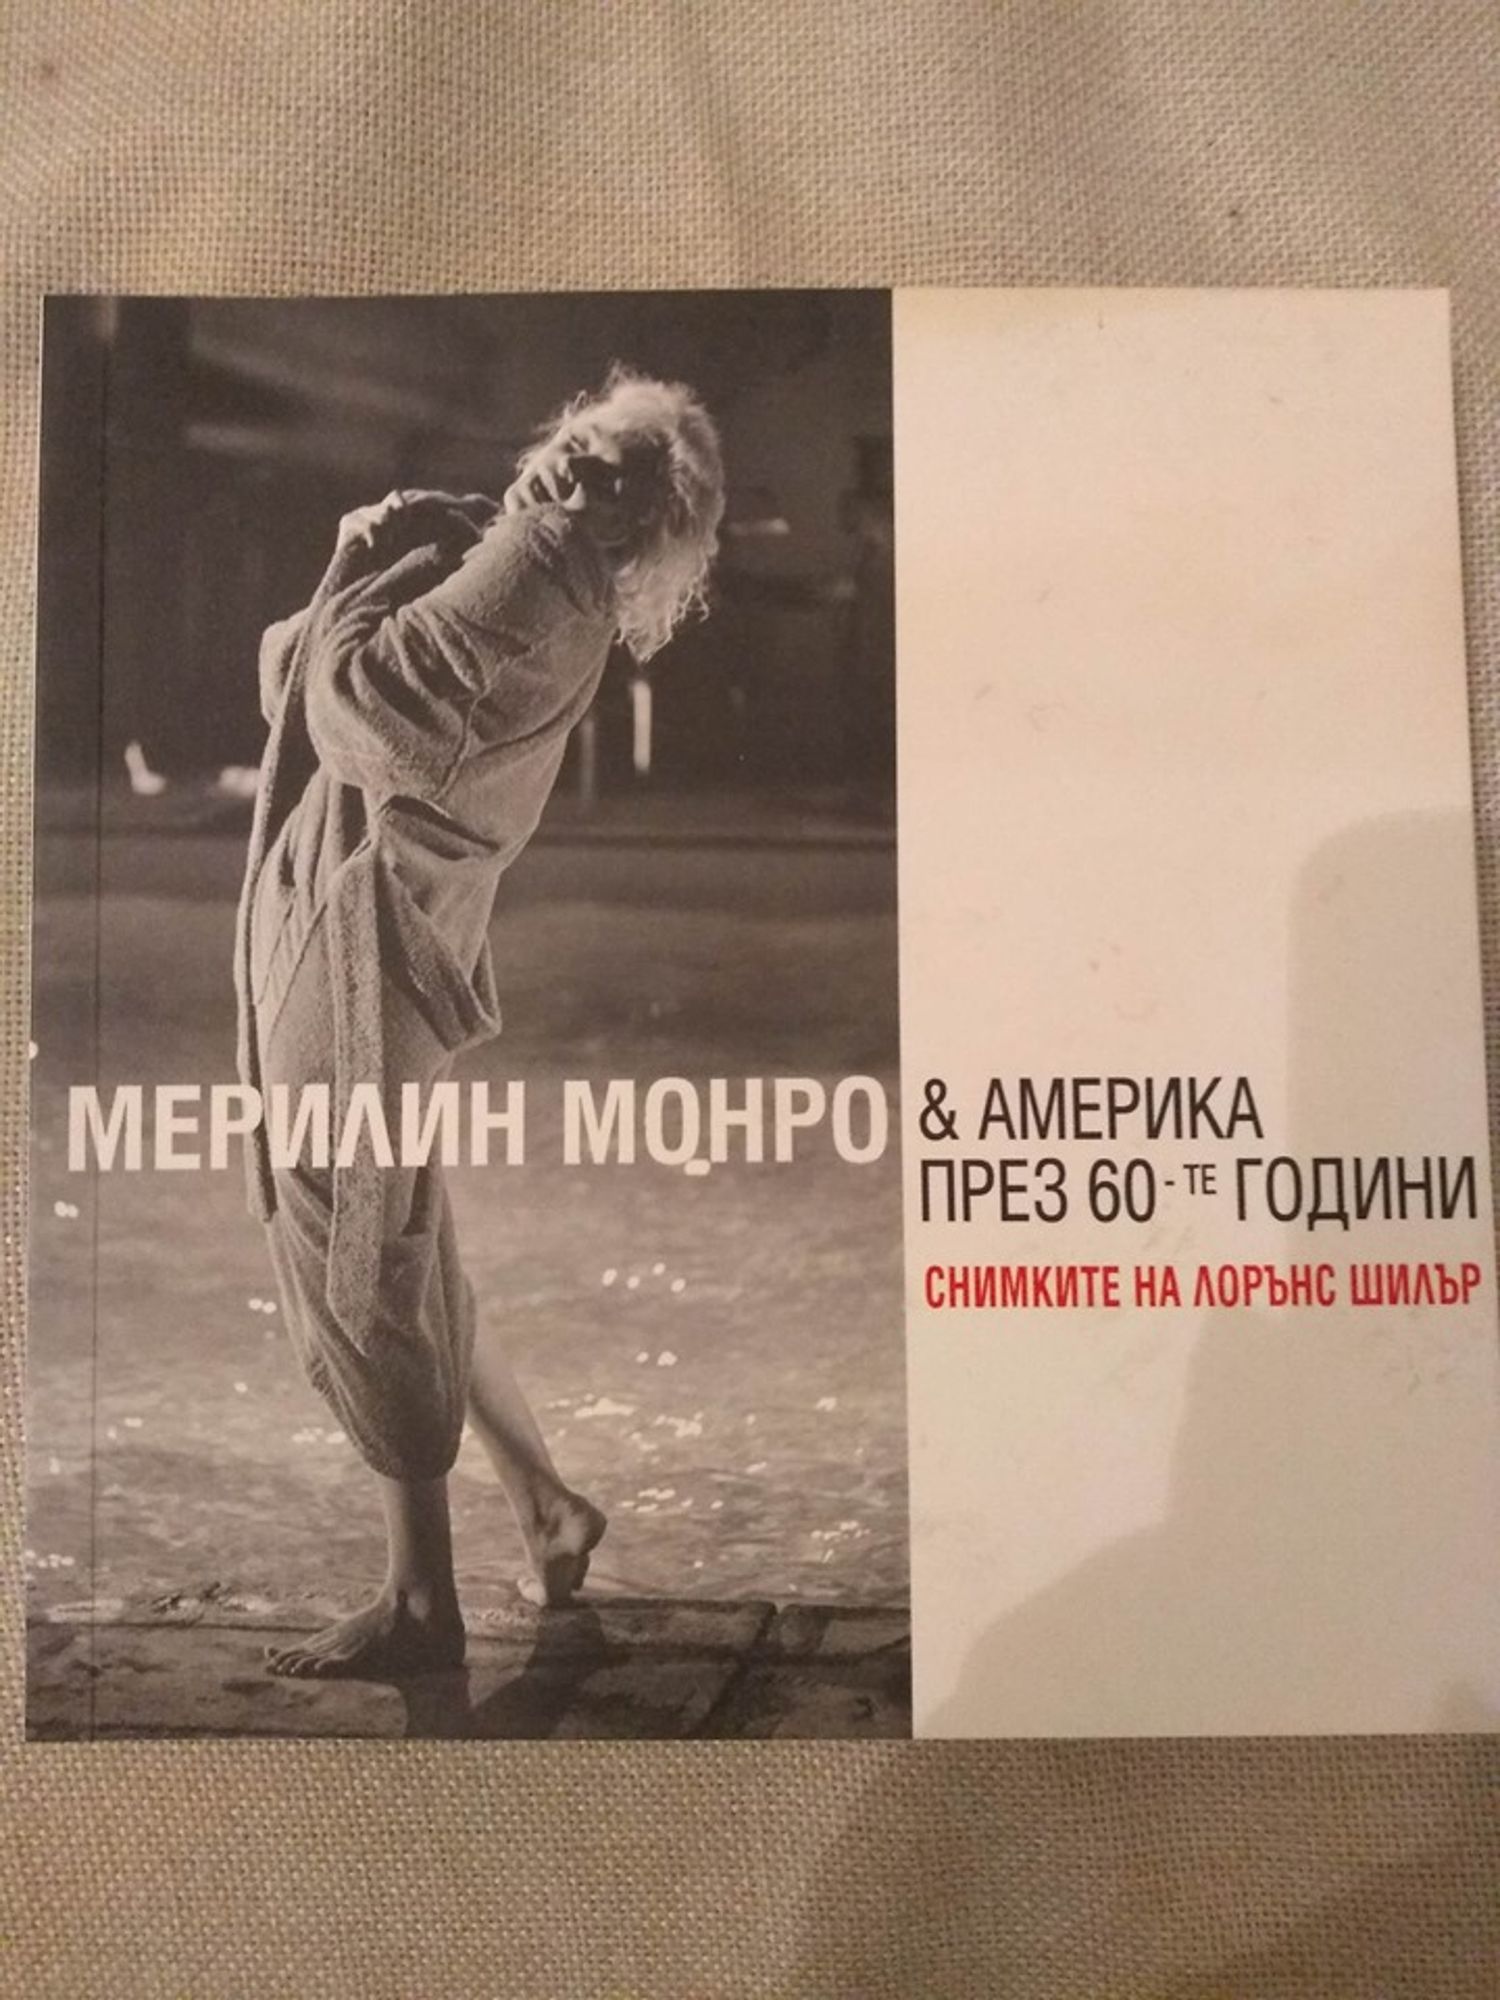 МЕРИЛИН МОНРО & АМЕРИКА
ПРЕЗ 60-ТЕ ГОДИНИ
СНИМКИТЕ НА ЛОРЪНС ШИЛЪР